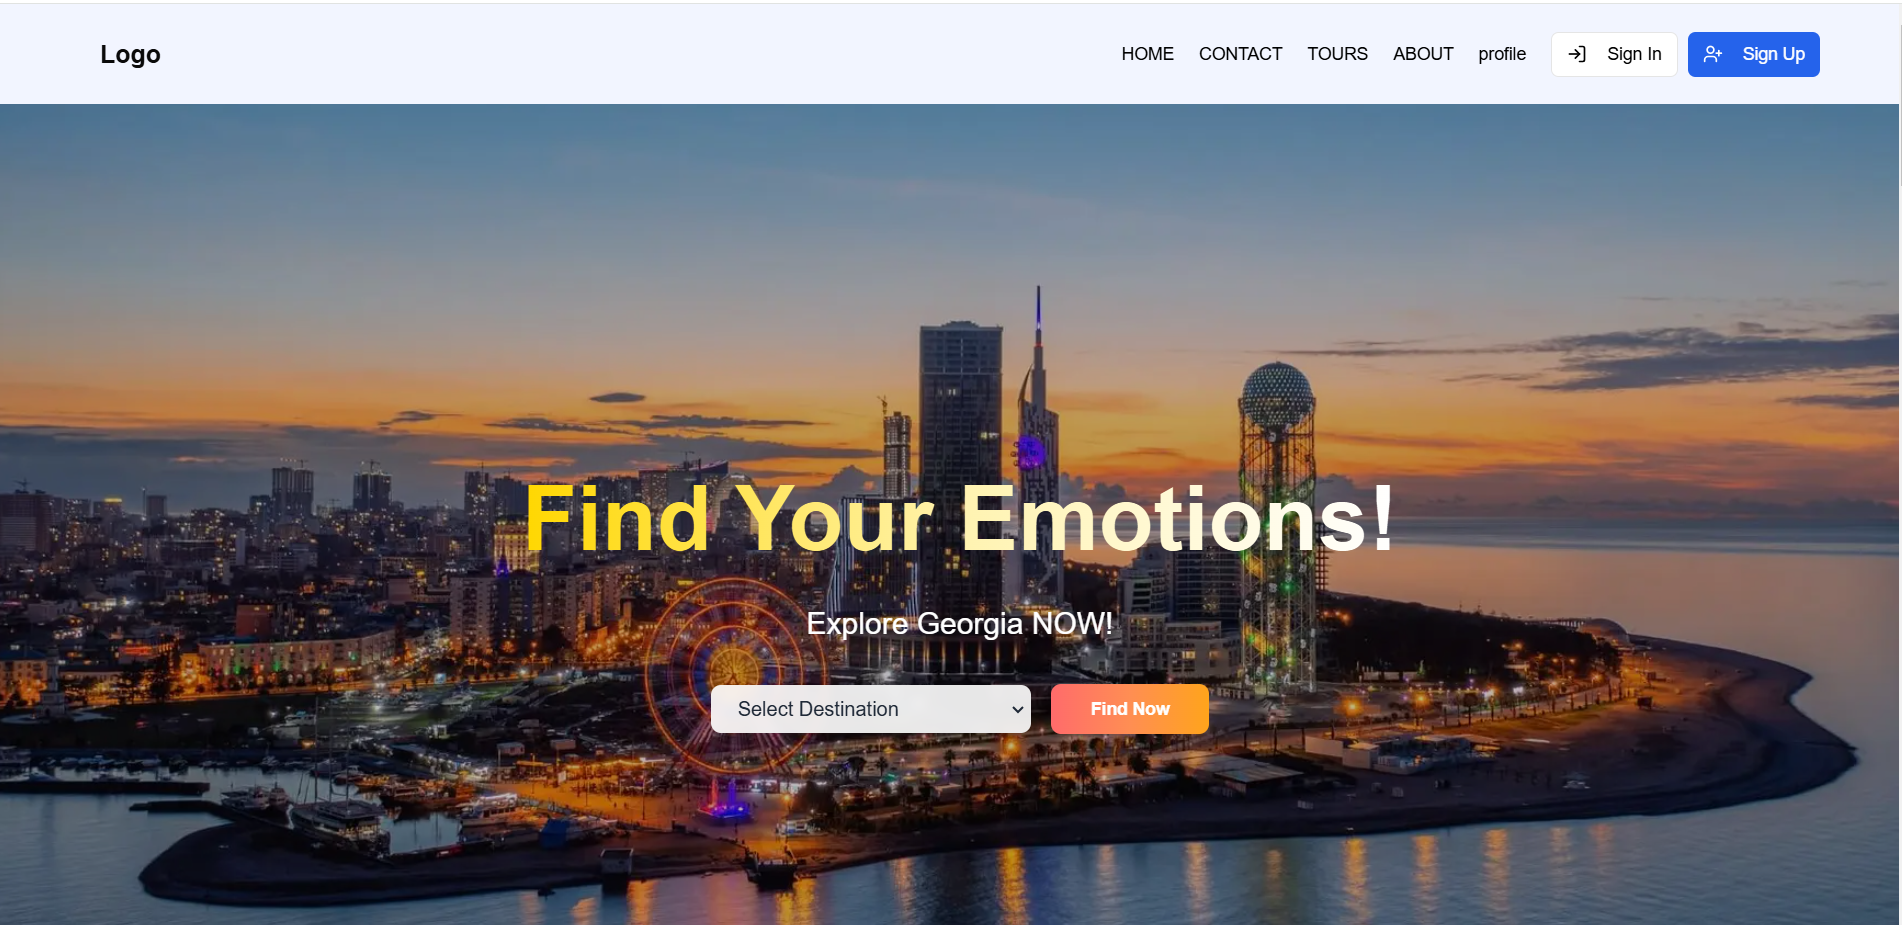 Logo
HOME CONTACT TOURS ABOUT profile Sign In Sign Up
Find Your Emotions!
Explore Georgia NOW!
Select Destination Find Now